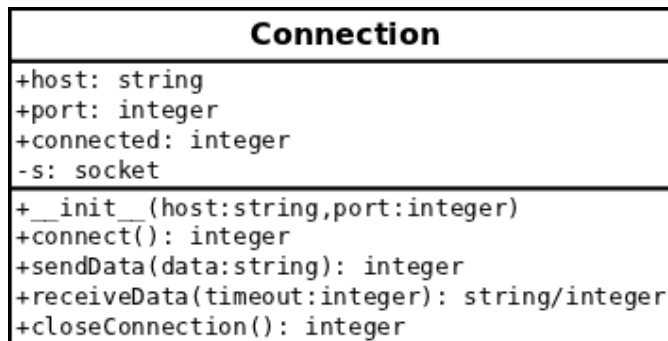 Connection
+host: string
+port: integer
+connected: integer
-s: socket
+__init__(host:string,port:integer)
+connect(): integer
+sendData(data:string): integer
+receiveData(timeout:integer): string/integer
+closeConnection(): integer